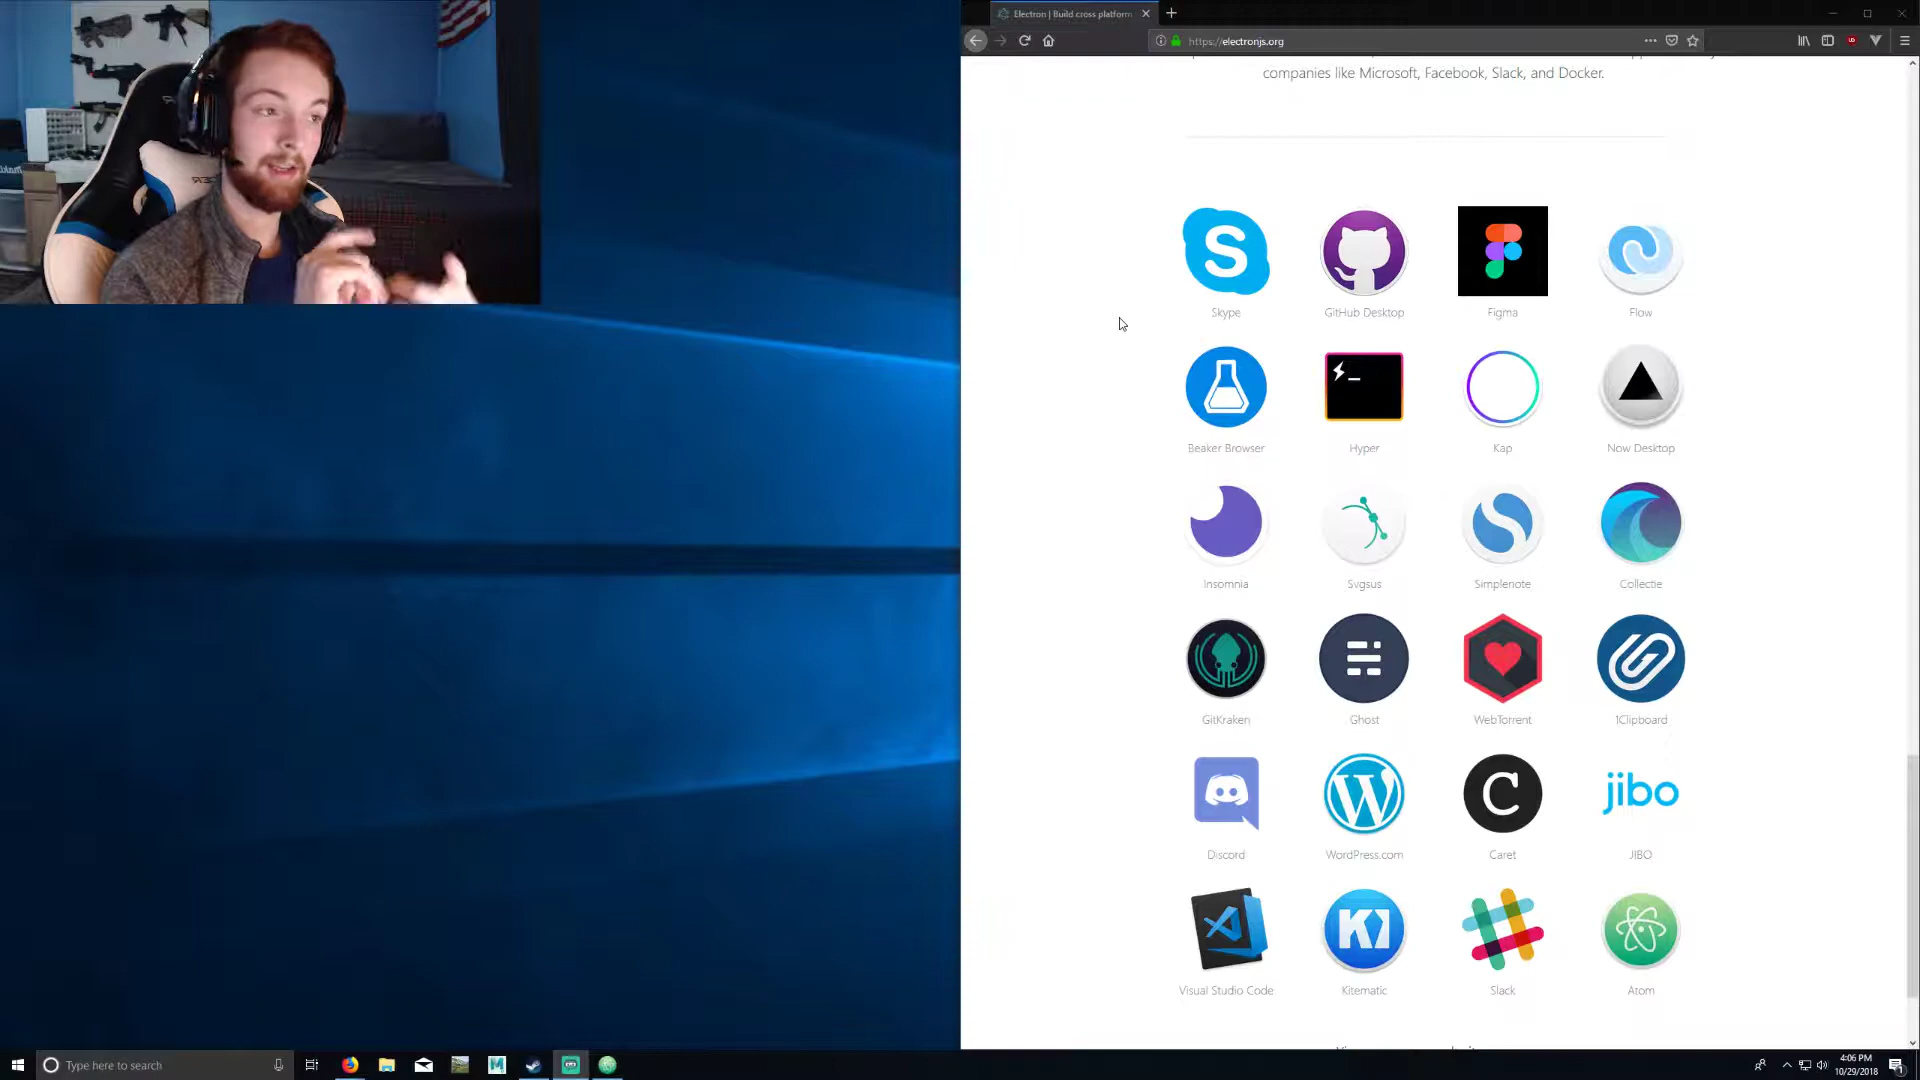 Electron | Build cross platform
https://electronjs.org
companies like Microsoft, Facebook, Slack, and Docker.
Skype
GitHub Desktop
Figma
Flow
Beaker Browser
Hyper
Kap
Now Desktop
Insomnia
Svgsus
Simplenote
Collectie
GitKraken
Ghost
WebTorrent
1Clipboard
Discord
WordPress.com
Caret
jibo
JIBO
Visual Studio Code
Kitematic
Slack
Atom
Type here to search
4:06 PM
10/29/2018